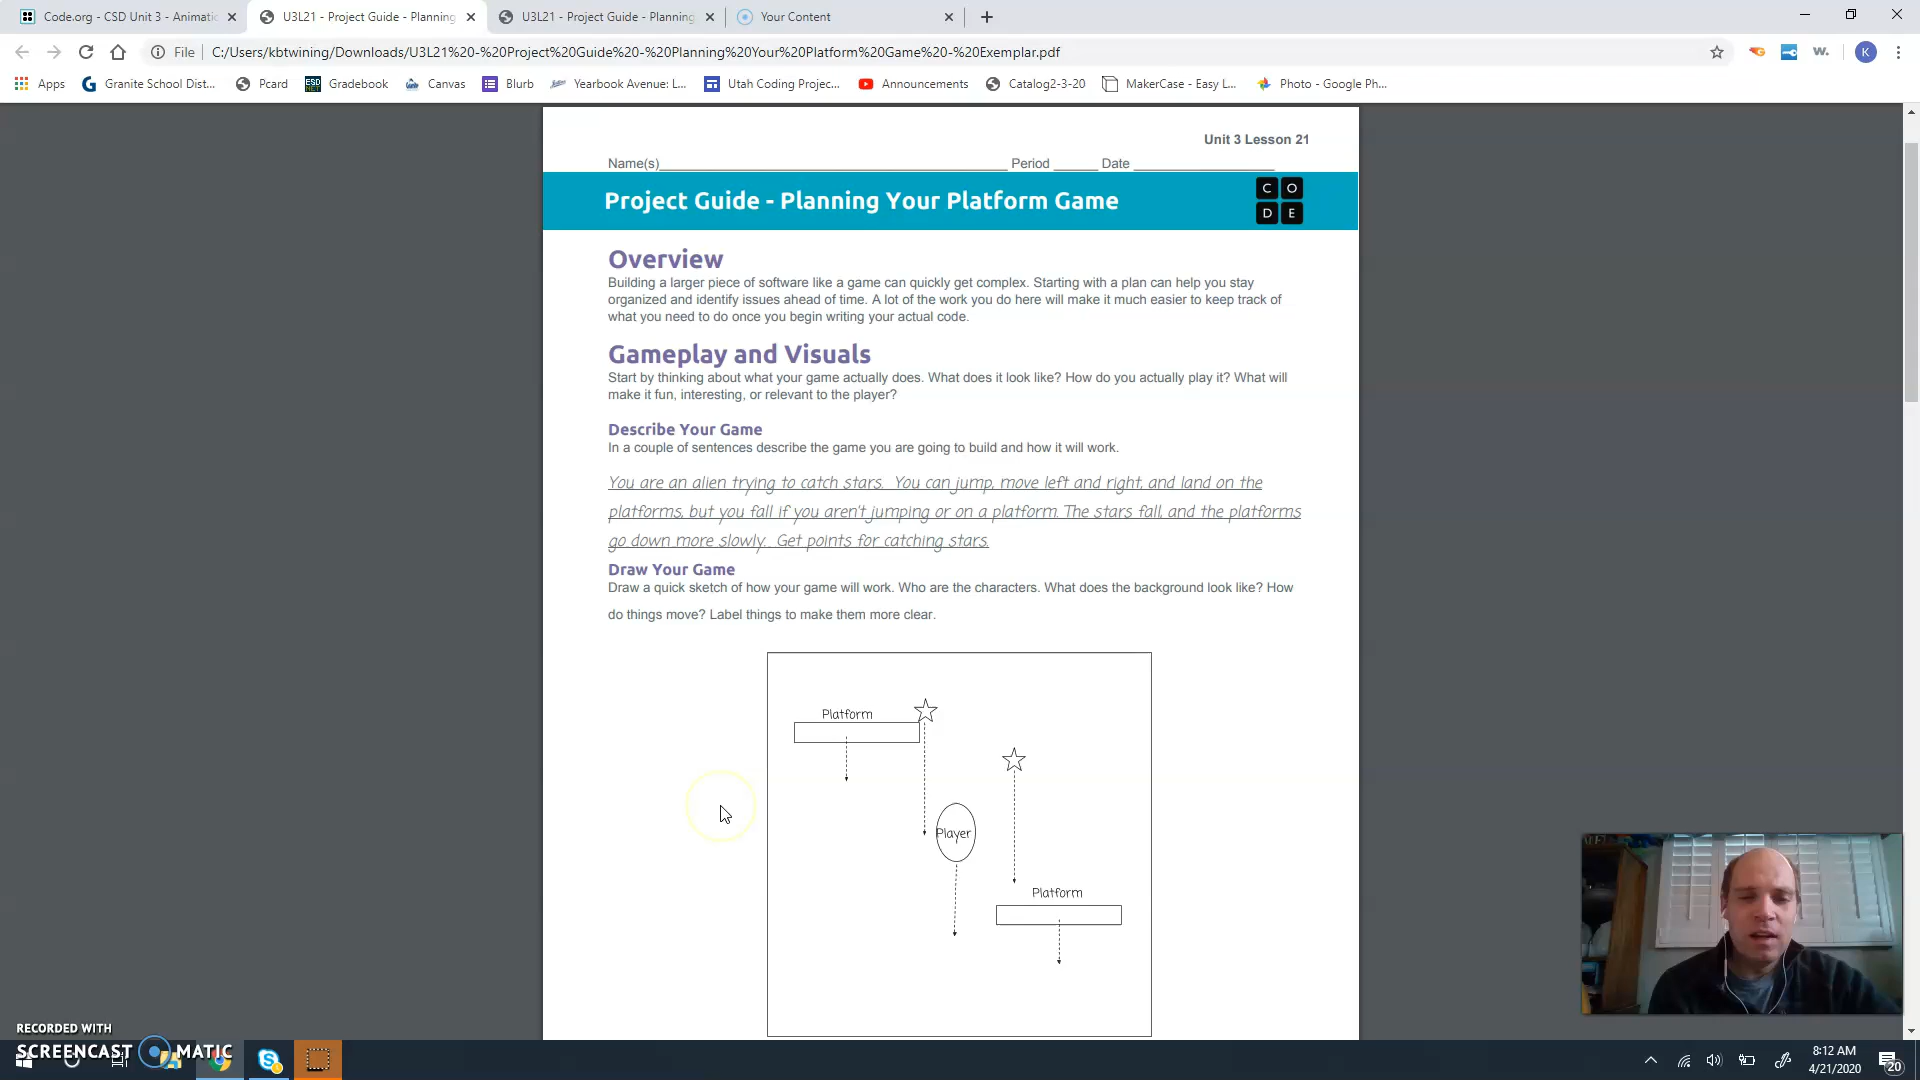 Code.org - CSD Unit 3 - Animatic
U3L21 - Project Guide - Planning
U3L21 - Project Guide - Planning
Your Content
File
C:/Users/kbtwining/Downloads/U3L21%20-%20Project%20Guide%20-%20Planning%20Your%20Platform%20Game%20-%20Exemplar.pdf
w.
K
Apps
Granite School Dist...
Pcard
Gradebook
Canvas
Blurb
Yearbook Avenue: L...
Utah Coding Projec...
Announcements
Catalog2-3-20
MakerCase - Easy L...
Photo - Google Ph...
Unit 3 Lesson 21
Name(s) Period Date
Project Guide - Planning Your Platform Game
C O
D E
Overview
Building a larger piece of software like a game can quickly get complex. Starting with a plan can help you stay
organized and identify issues ahead of time. A lot of the work you do here will make it much easier to keep track of
what you need to do once you begin writing your actual code.
Gameplay and Visuals
Start by thinking about what your game actually does. What does it look like? How do you actually play it? What will
make it fun, interesting, or relevant to the player?
Describe Your Game
In a couple of sentences describe the game you are going to build and how it will work.
You are an alien trying to catch stars. You can jump, move left and right, and land on the
platforms, but you fall if you aren't jumping or on a platform. The stars fall, and the platforms
go down more slowly. Get points for catching stars.
Draw Your Game
Draw a quick sketch of how your game will work. Who are the characters. What does the background look like? How
do things move? Label things to make them more clear.
Platform
Player
Platform
RECORDED WITH
SCREENCAST MATIC
8:12 AM
4/21/2020
20